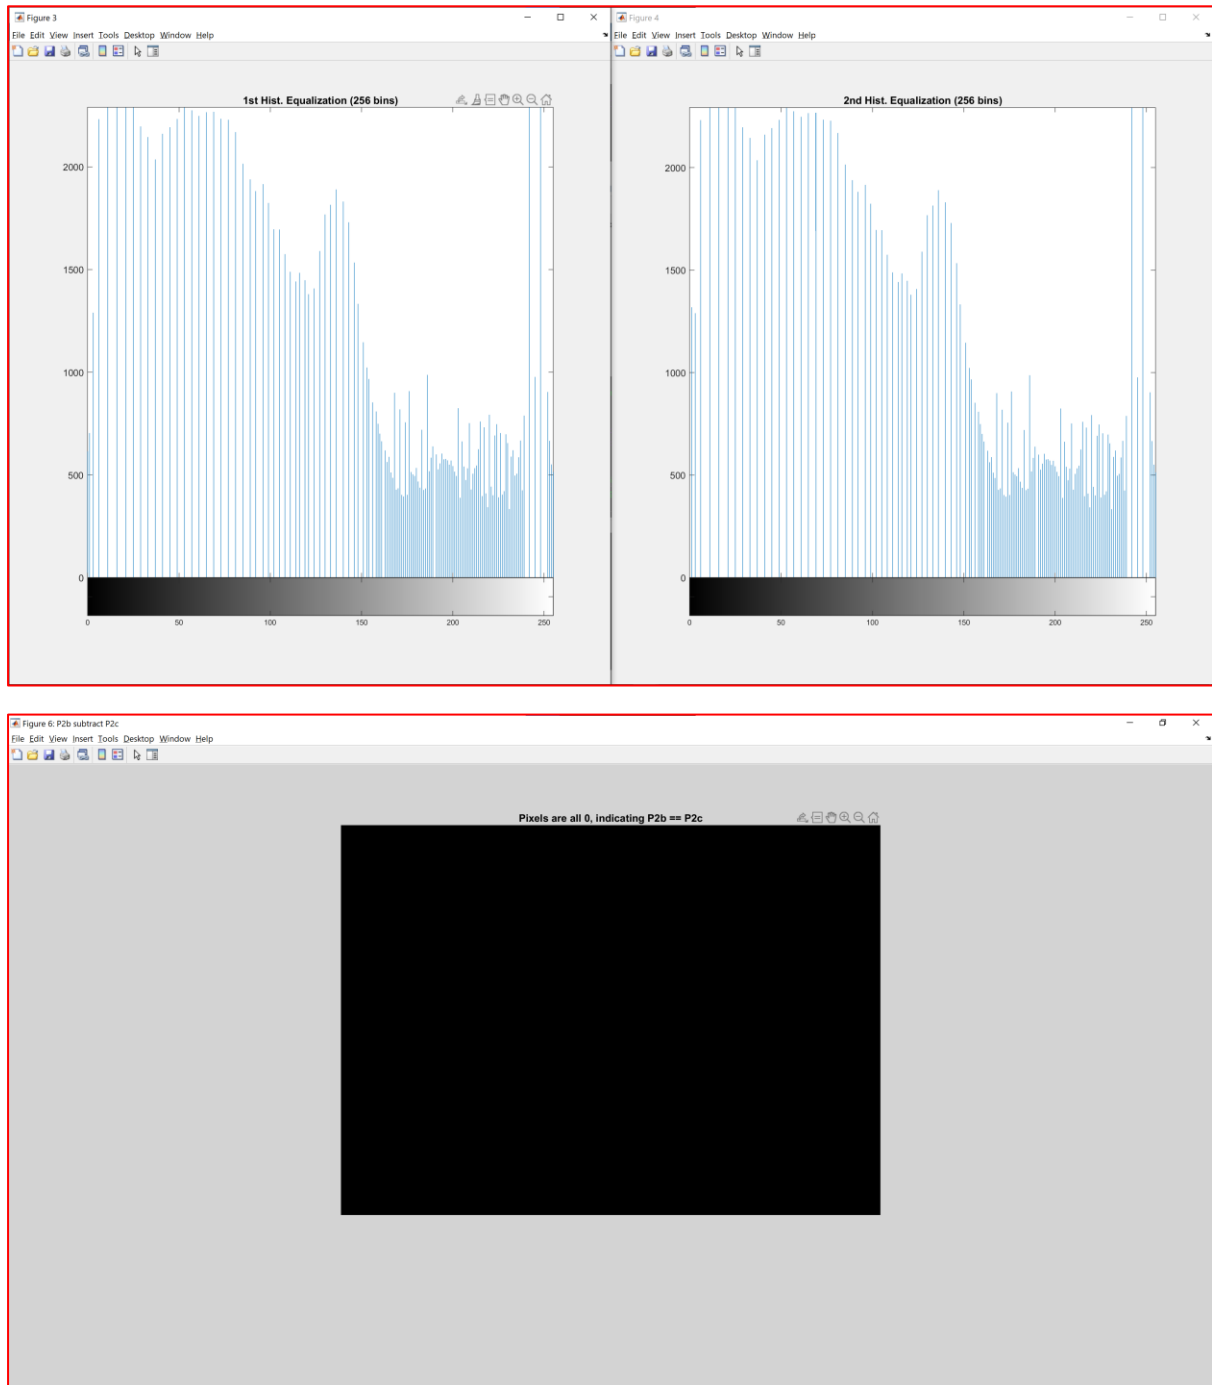 Figure 3
File Edit View Insert Tools Desktop Window Help
1st Hist. Equalization (256 bins)
2000
1500
1000
500
0
0 50 100 150 200 250
Figure 4
File Edit View Insert Tools Desktop Window Help
2nd Hist. Equalization (256 bins)
2000
1500
1000
500
0
0 50 100 150 200 250
Figure 6: P2b subtract P2c
File Edit View Insert Tools Desktop Window Help
Pixels are all 0, indicating P2b == P2c